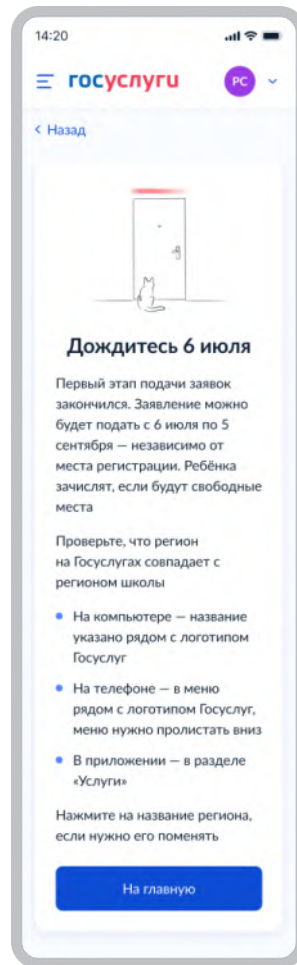 14:20
госуслуги
РС
Назад
Дождитесь 6 июля
Первый этап подачи заявок
закончился. Заявление можно
будет подать с 6 июля по 5
сентября — независимо от
места регистрации. Ребёнка
зачислят, если будут свободные
места
Проверьте, что регион
на Госуслугах совпадает с
регионом школы
На компьютере — название
указано рядом с логотипом
Госуслуг
На телефоне — в меню
рядом с логотипом Госуслуг,
меню нужно пролистать вниз
В приложении — в разделе
«Услуги»
Нажмите на название региона,
если нужно его поменять
На главную